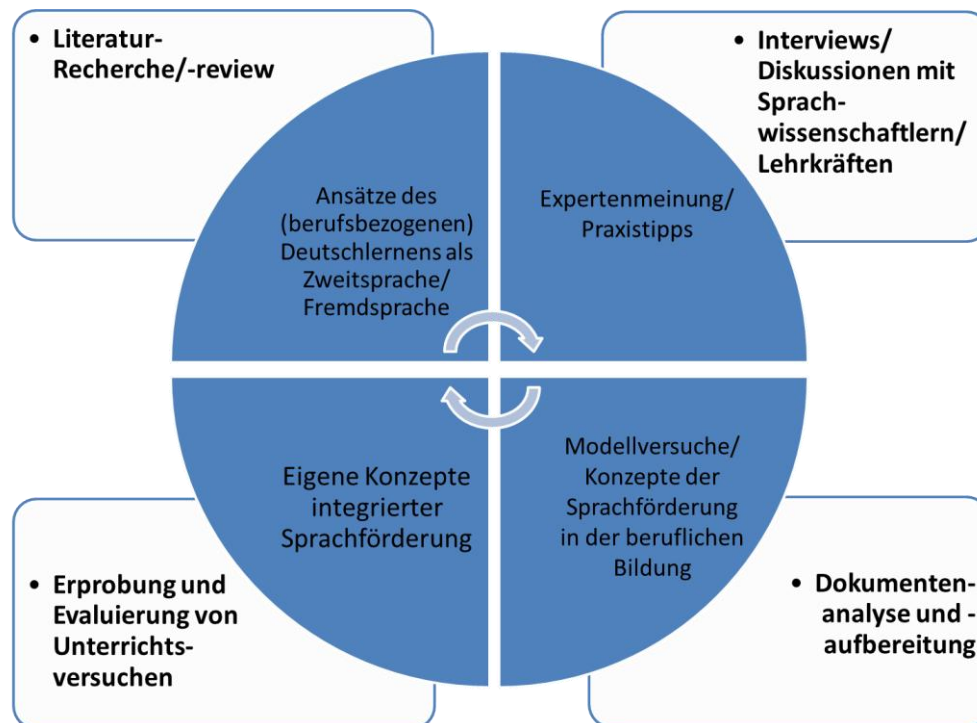 • Literatur-
Recherche/-review
• Interviews/
Diskussionen mit
Sprach-
wissenschaftlern/
Lehrkräften
Ansätze des
(berufsbezogenen)
Deutschlernens als
Zweitsprache/
Fremdsprache
Expertenmeinung/
Praxistipps
Eigene Konzepte
integrierter
Sprachförderung
Modellversuche/
Konzepte der
Sprachförderung
in der beruflichen
Bildung
• Erprobung und
Evaluierung von
Unterrichts-
versuchen
• Dokumenten-
analyse und -
aufbereitung